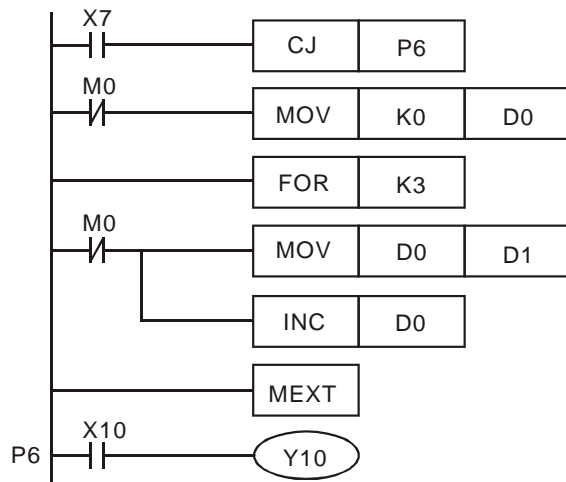 X7
CJ P6
M0
MOV K0 D0
FOR K3
M0
MOV D0 D1
INC D0
MEXT
X10
P6 Y10